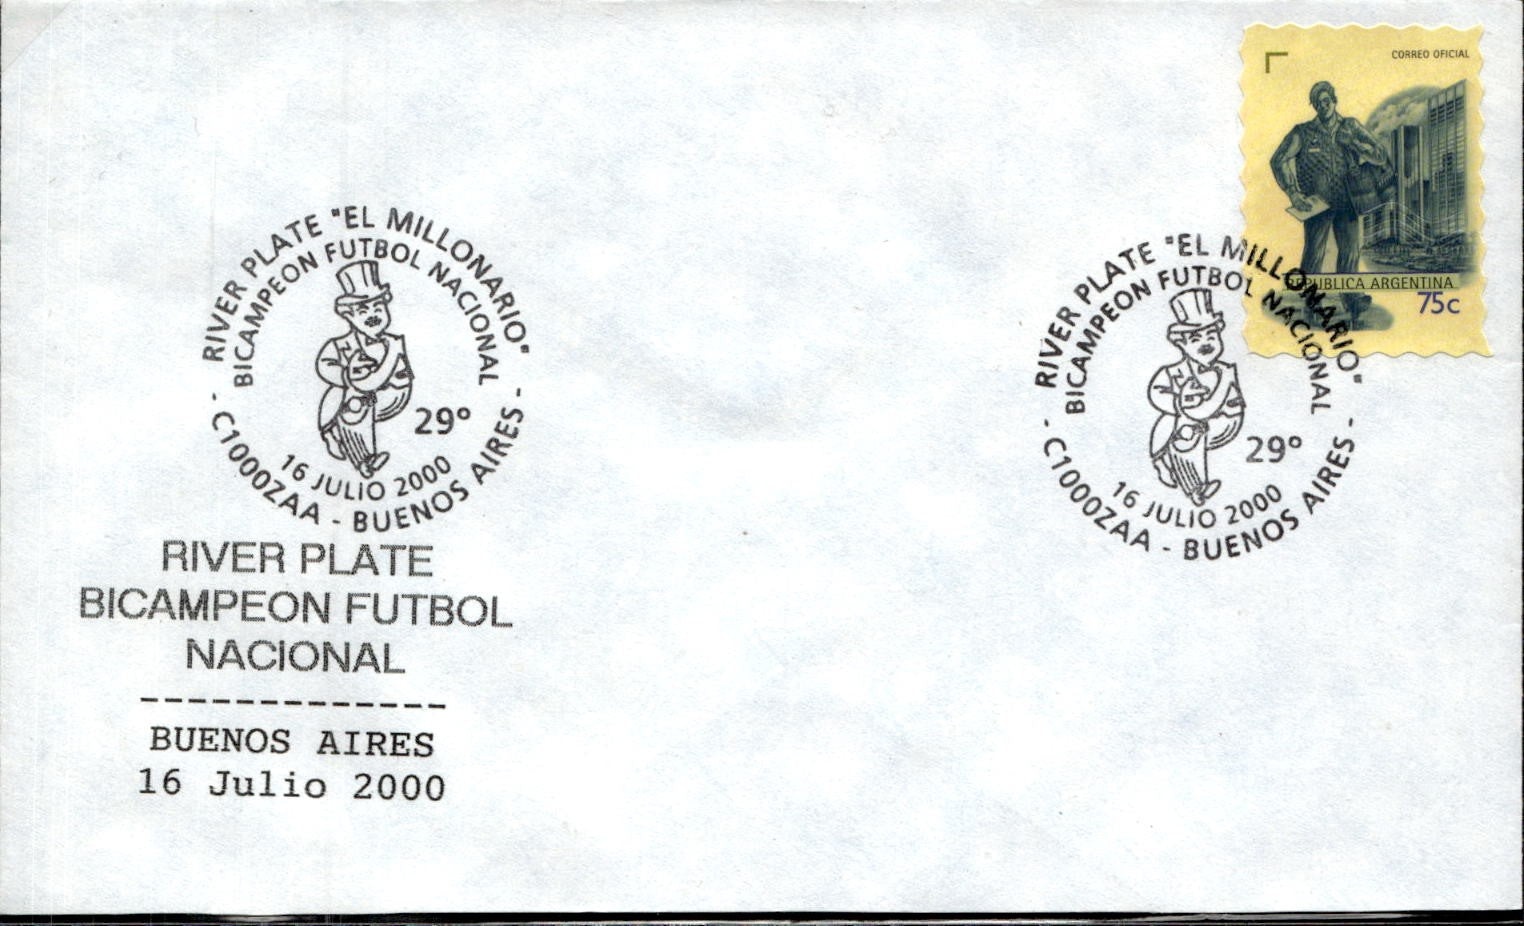 CORREO OFICIAL
REPUBLICA ARGENTINA
75c
RIVER PLATE "EL MILLONARIO"
BICAMPEON FUTBOL NACIONAL
29°
16 JULIO 2000
- C1000ZAA - BUENOS AIRES -
RIVER PLATE "EL MILLONARIO"
BICAMPEON FUTBOL NACIONAL
29°
16 JULIO 2000
- C1000ZAA - BUENOS AIRES -
RIVER PLATE
BICAMPEON FUTBOL
NACIONAL
-------------
BUENOS AIRES
16 Julio 2000